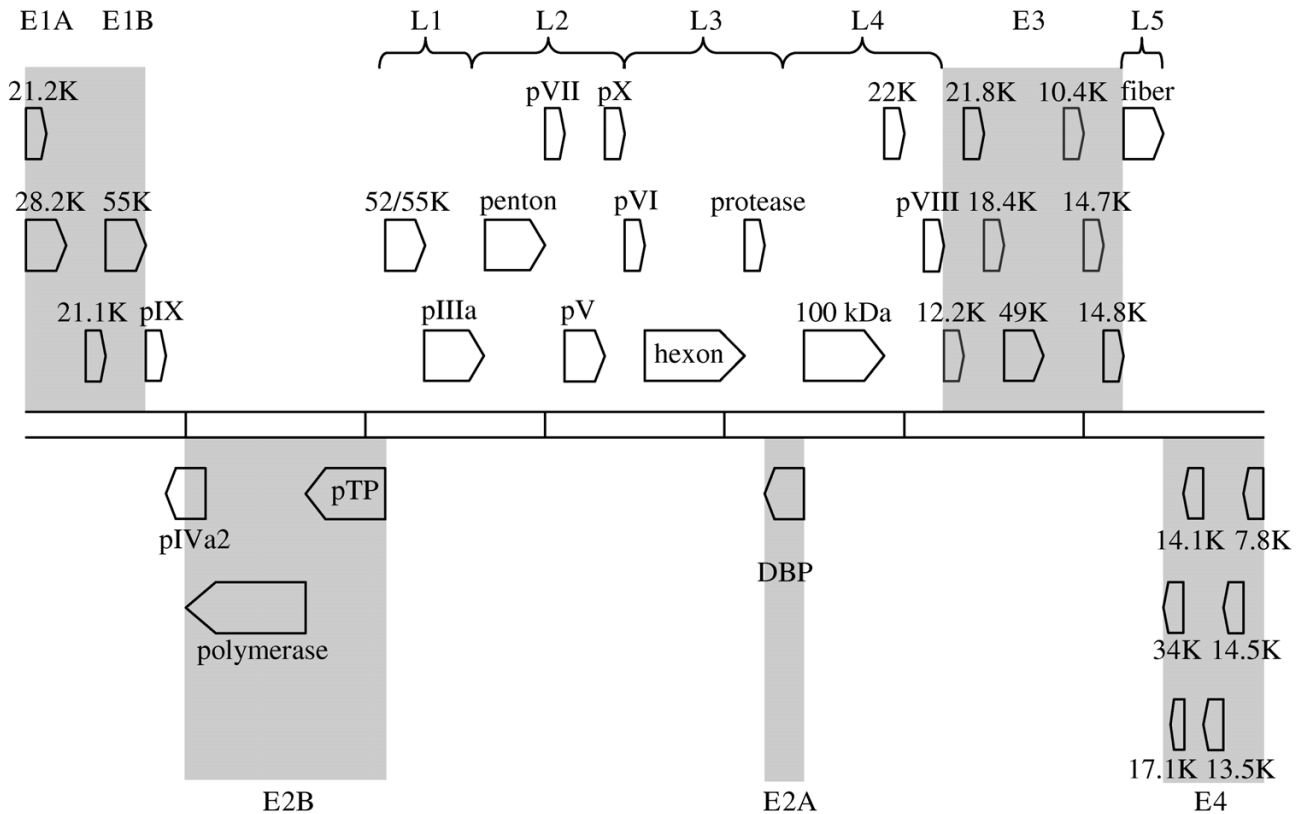 E1A E1B L1 L2 L3 L4 E3 L5
21.2K pVII pX 22K 21.8K 10.4K fiber
28.2K 55K 52/55K penton pVI protease pVIII 18.4K 14.7K
21.1K pIX pIIIa pV 100 kDa 12.2K 49K 14.8K
hexon
pTP
pIVa2 14.1K 7.8K
DBP
polymerase 34K 14.5K
17.1K 13.5K
E2B E2A E4